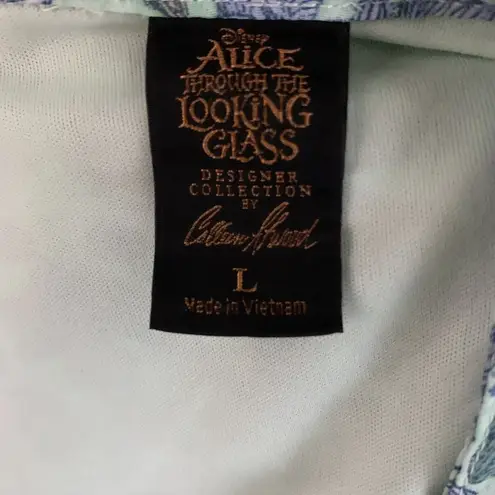 Disney
ALICE
THROUGH THE
LOOKING
GLASS
DESIGNER
COLLECTION
BY
Colleen Atwood
L
Made in Vietnam